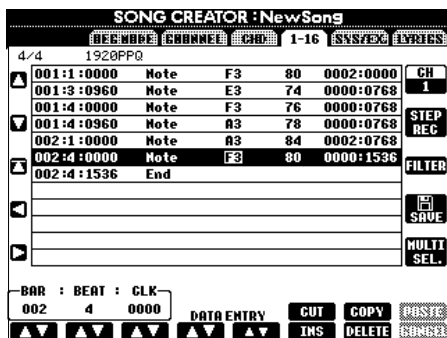 SONG CREATOR : NewSong
REC MODE CHANNEL CHD 1-16 SYS/EX. LYRICS
4/4 1920PPQ
001:1:0000 Note F3 80 0002:0000
001:3:0960 Note E3 74 0000:0768
001:4:0000 Note F3 76 0000:0768
001:4:0960 Note A3 78 0000:0768
002:1:0000 Note A3 84 0002:0768
002:4:0000 Note F3 80 0000:1536
002:4:1536 End
CH
1
STEP
REC
FILTER
SAVE
MULTI
SEL.
BAR : BEAT : CLK
002 4 0000
DATA ENTRY
CUT COPY PASTE
INS DELETE CANCEL